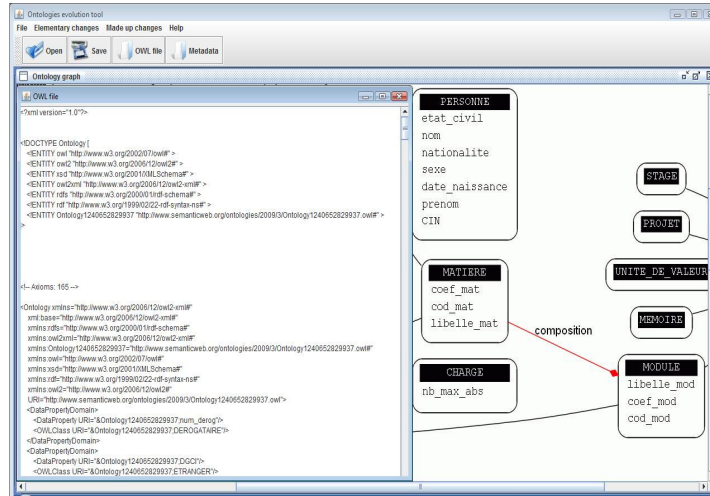 Ontologies evolution tool
File Elementary changes Made up changes Help
Open Save OWL file Metadata
Ontology graph
OWL file
<?xml version="1.0"?>
<!DOCTYPE Ontology [
<!ENTITY owl "http://www.w3.org/2002/07/owl#" >
<!ENTITY owl2 "http://www.w3.org/2006/12/owl2#" >
<!ENTITY xsd "http://www.w3.org/2001/XMLSchema#" >
<!ENTITY owl2xml "http://www.w3.org/2006/12/owl2-xml#" >
<!ENTITY rdfs "http://www.w3.org/2000/01/rdf-schema#" >
<!ENTITY rdf "http://www.w3.org/1999/02/22-rdf-syntax-ns#" >
<!ENTITY Ontology1240652829937 "http://www.semanticweb.org/ontologies/2009/3/Ontology1240652829937.owl#" >
>
<!-- Axioms: 165 -->
<Ontology xmlns="http://www.w3.org/2006/12/owl2-xml#"
xml:base="http://www.w3.org/2006/12/owl2-xml#"
xmlns:rdfs="http://www.w3.org/2000/01/rdf-schema#"
xmlns:owl2xml="http://www.w3.org/2006/12/owl2-xml#"
xmlns:Ontology1240652829937="http://www.semanticweb.org/ontologies/2009/3/Ontology1240652829937.owl#"
xmlns:owl="http://www.w3.org/2002/07/owl#"
xmlns:xsd="http://www.w3.org/2001/XMLSchema#"
xmlns:rdf="http://www.w3.org/1999/02/22-rdf-syntax-ns#"
xmlns:owl2="http://www.w3.org/2006/12/owl2#"
URI="http://www.semanticweb.org/ontologies/2009/3/Ontology1240652829937.owl">
<DataPropertyDomain>
<DataProperty URI="&Ontology1240652829937;num_derog"/>
<OWLClass URI="&Ontology1240652829937;DEROGATAIRE"/>
</DataPropertyDomain>
<DataPropertyDomain>
<DataProperty URI="&Ontology1240652829937;DGCI"/>
<OWLClass URI="&Ontology1240652829937;ETRANGER"/>
PERSONNE
etat_civil
nom
nationalite
sexe
date_naissance
prenom
CIN
STAGE
PROJET
UNITE_DE_VALEUR
MATIERE
coef_mat
cod_mat
libelle_mat
MEMOIRE
composition
CHARGE
nb_max_abs
MODULE
libelle_mod
coef_mod
cod_mod